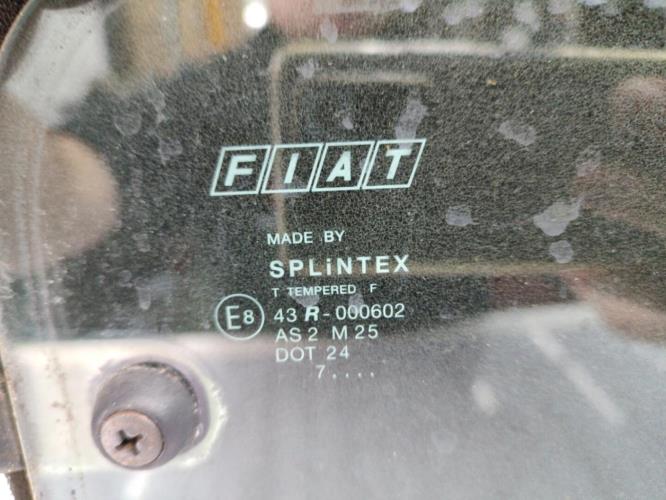 FIAT
MADE BY
SPLiNTEX
T TEMPERED F
E8 43 R-000602
AS 2 M 25
DOT 24
7....